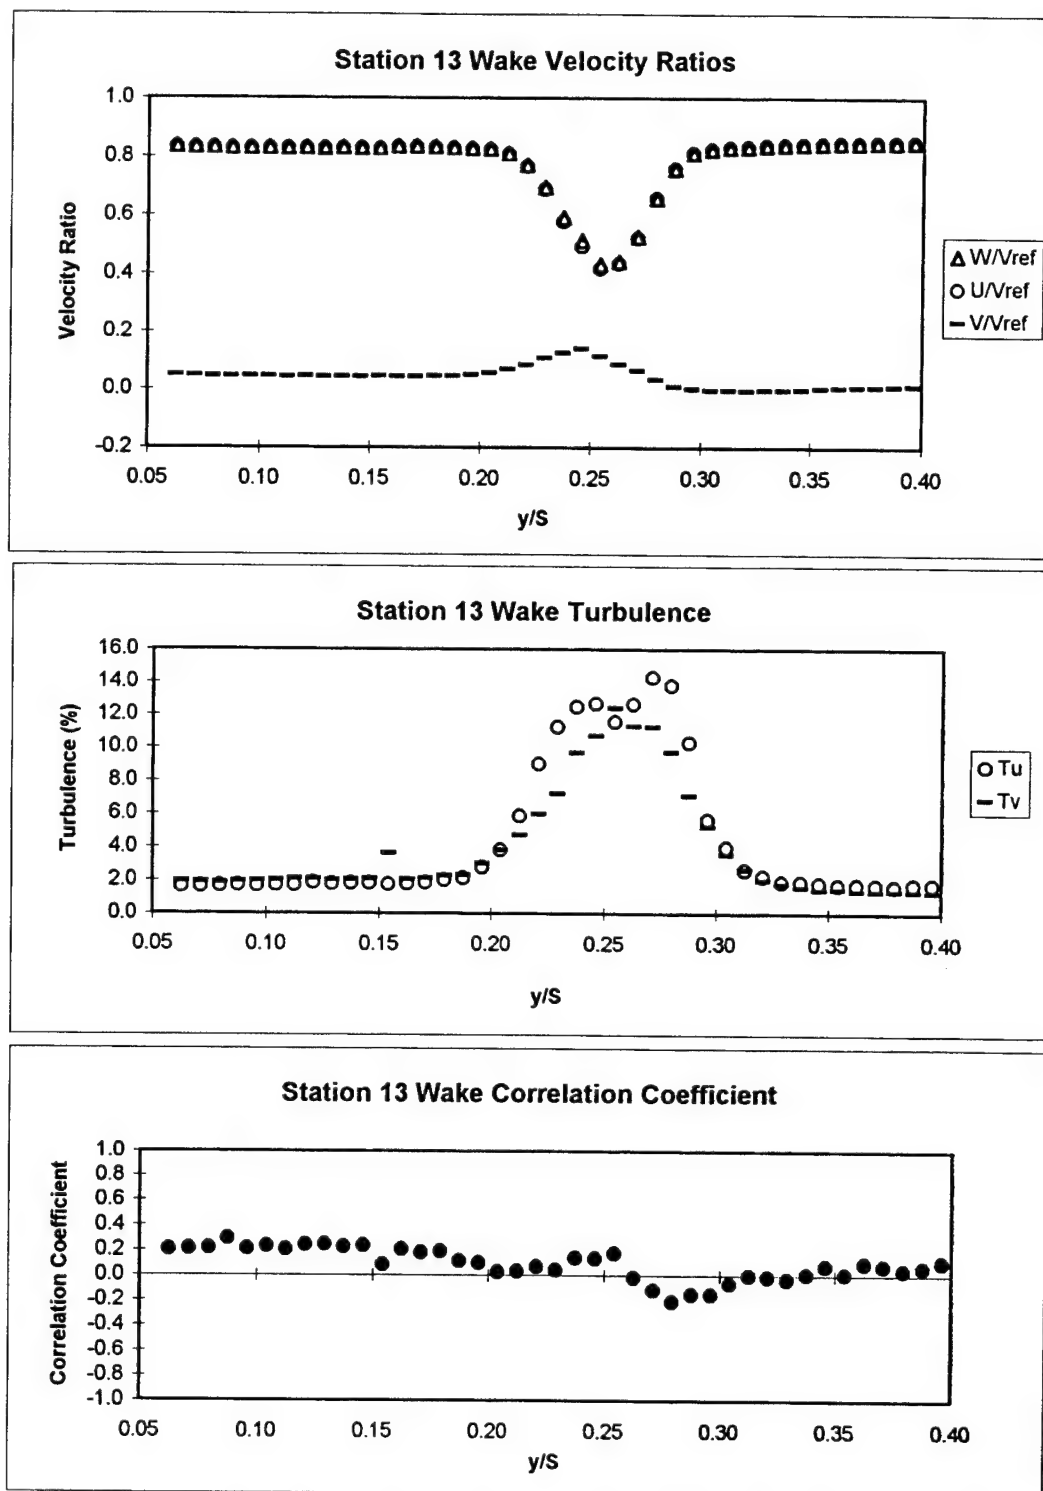 Station 13 Wake Velocity Ratios
1.0
0.8
0.6
0.4
0.2
0.0
-0.2
Velocity Ratio
0.05 0.10 0.15 0.20 0.25 0.30 0.35 0.40
y/S
W/Vref
U/Vref
V/Vref
Station 13 Wake Turbulence
16.0
14.0
12.0
10.0
8.0
6.0
4.0
2.0
0.0
Turbulence (%)
0.05 0.10 0.15 0.20 0.25 0.30 0.35 0.40
y/S
Tu
Tv
Station 13 Wake Correlation Coefficient
1.0
0.8
0.6
0.4
0.2
0.0
-0.2
-0.4
-0.6
-0.8
-1.0
Correlation Coefficient
0.05 0.10 0.15 0.20 0.25 0.30 0.35 0.40
y/S